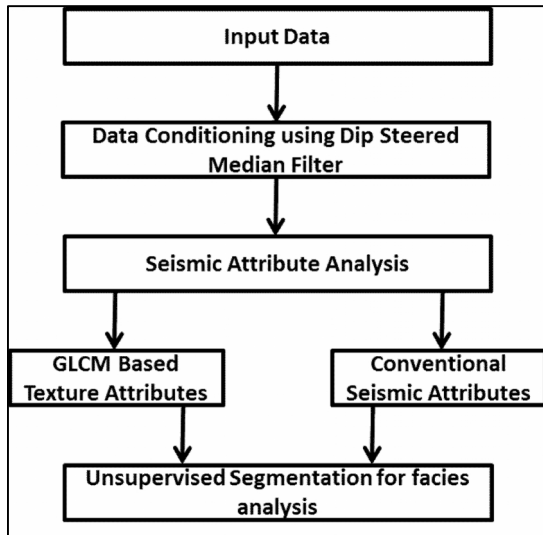 Input Data
Data Conditioning using Dip Steered
Median Filter
Seismic Attribute Analysis
GLCM Based
Texture Attributes
Conventional
Seismic Attributes
Unsupervised Segmentation for facies
analysis